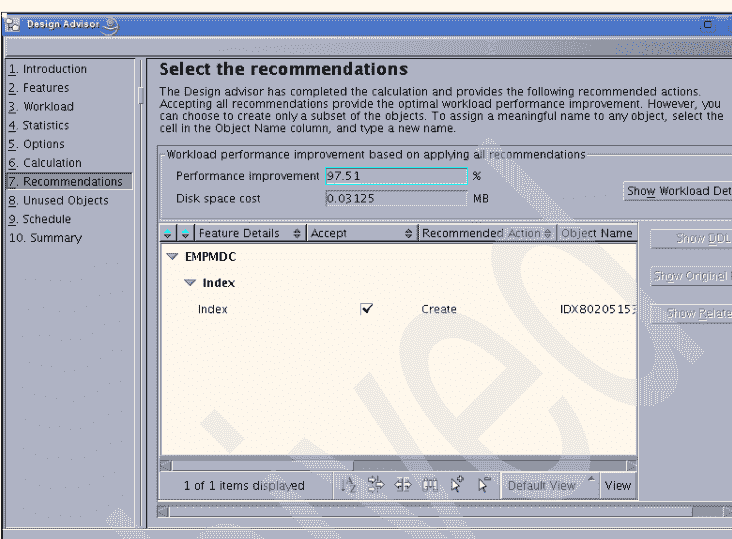 Design Advisor
1. Introduction
2. Features
3. Workload
4. Statistics
5. Options
6. Calculation
7. Recommendations
8. Unused Objects
9. Schedule
10. Summary
Select the recommendations
The Design advisor has completed the calculation and provides the following recommended actions.
Accepting all recommendations provide the optimal workload performance improvement. However, you
can choose to create only a subset of the objects. To assign a meaningful name to any object, select the
cell in the Object Name column, and type a new name.
Workload performance improvement based on applying all recommendations
Performance improvement 97.51 %
Disk space cost 0.03125 MB
Show Workload Det
Feature Details Accept Recommended Action Object Name
EMPMDC
Index
Index Create IDX80205153
Show DDL
Show Original
Show Relate
1 of 1 items displayed Default View View